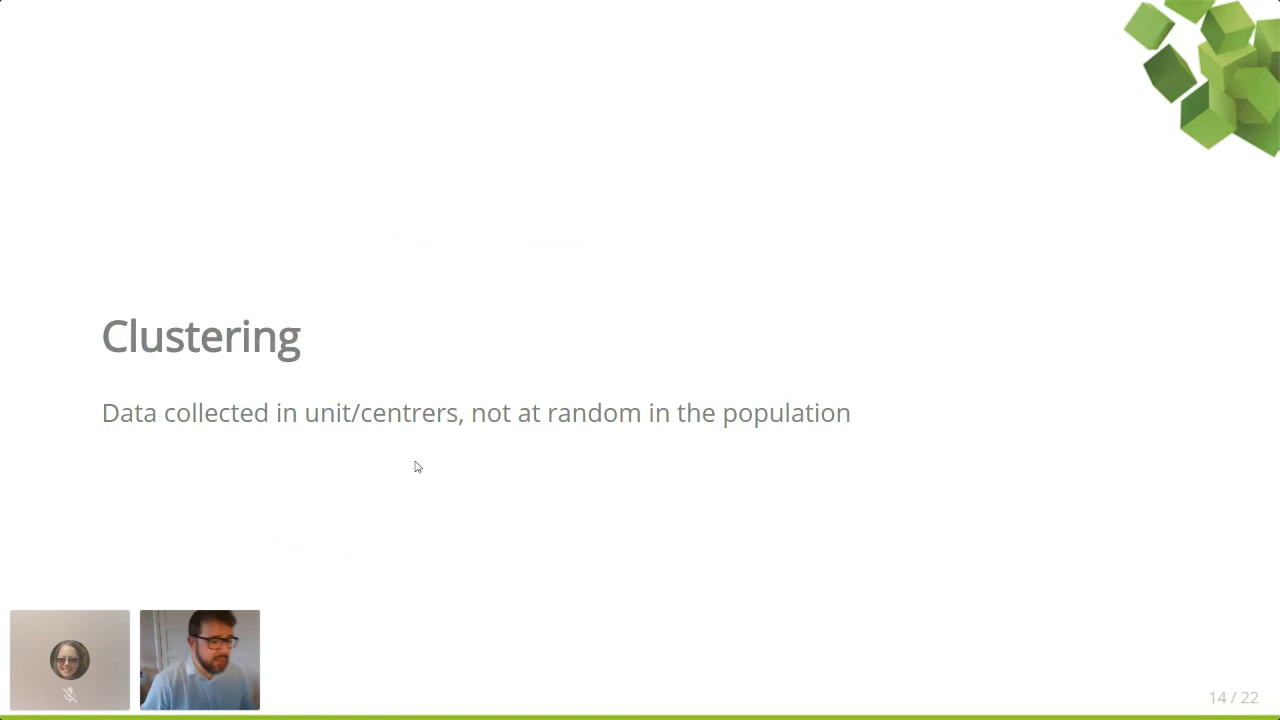 Clustering
Data collected in unit/centrers, not at random in the population
14 / 22